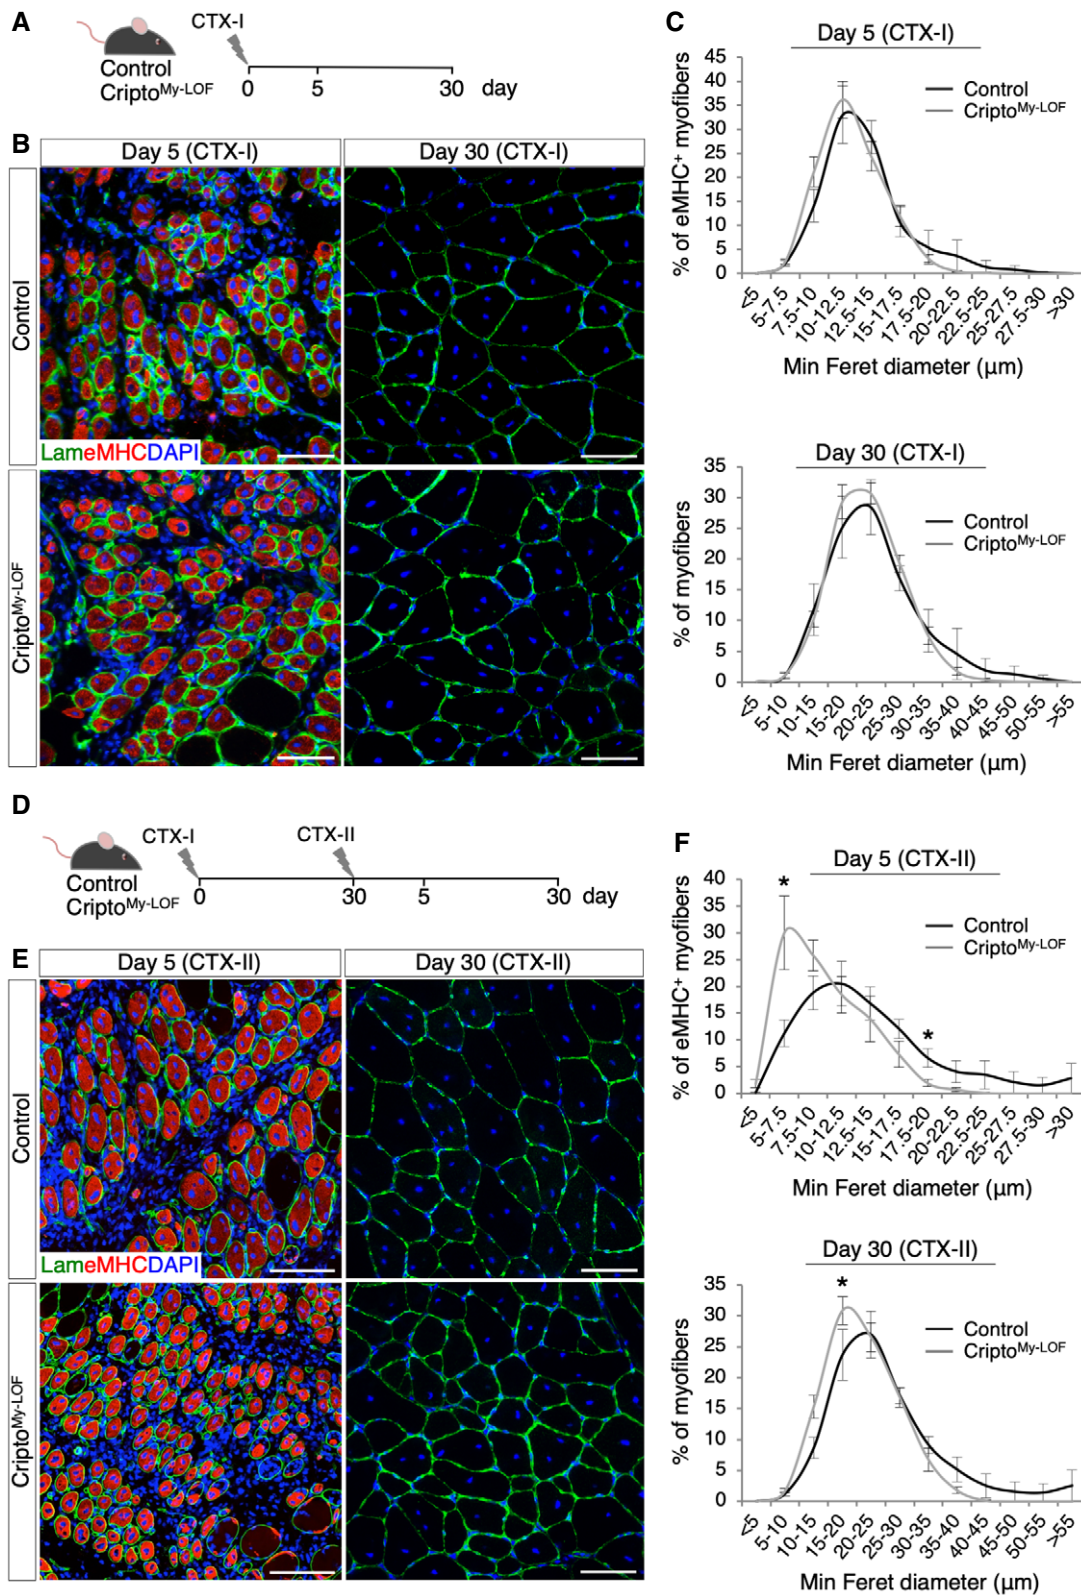 A
CTX-I
Control
Cripto^My-LOF
0 5 30 day
B
Day 5 (CTX-I) Day 30 (CTX-I)
Control
LameMHCDAPI
Cripto^My-LOF
C
Day 5 (CTX-I)
% of eMHC+ myofibers
45
40
35
30
25
20
15
10
5
0
Control
Cripto^My-LOF
<5 5-7.5 7.5-10 10-12.5 12.5-15 15-17.5 17.5-20 20-22.5 22.5-25 25-27.5 27.5-30 >30
Min Feret diameter (µm)
Day 30 (CTX-I)
% of myofibers
35
30
25
20
15
10
5
0
Control
Cripto^My-LOF
<5 5-10 10-15 15-20 20-25 25-30 30-35 35-40 40-45 45-50 50-55 >55
Min Feret diameter (µm)
D
CTX-I CTX-II
Control
Cripto^My-LOF
0 30 5 30 day
E
Day 5 (CTX-II) Day 30 (CTX-II)
Control
LameMHCDAPI
Cripto^My-LOF
F
Day 5 (CTX-II)
% of eMHC+ myofibers
40
35
30
25
20
15
10
5
0
*
*
Control
Cripto^My-LOF
<5 5-7.5 7.5-10 10-12.5 12.5-15 15-17.5 17.5-20 20-22.5 22.5-25 25-27.5 27.5-30 >30
Min Feret diameter (µm)
Day 30 (CTX-II)
% of myofibers
35
30
25
20
15
10
5
0
*
Control
Cripto^My-LOF
<5 5-10 10-15 15-20 20-25 25-30 30-35 35-40 40-45 45-50 50-55 >55
Min Feret diameter (µm)